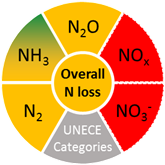 N₂O
NH₃
NOₓ
Overall
N loss
N₂
NO₃⁻
UNECE
Categories